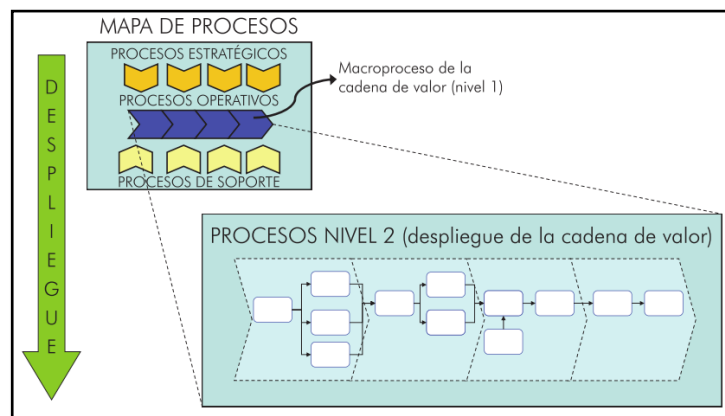 MAPA DE PROCESOS
PROCESOS ESTRATÉGICOS
Macroproceso de la
cadena de valor (nivel 1)
PROCESOS OPERATIVOS
PROCESOS DE SOPORTE
DESPLIEGUE
PROCESOS NIVEL 2 (despliegue de la cadena de valor)